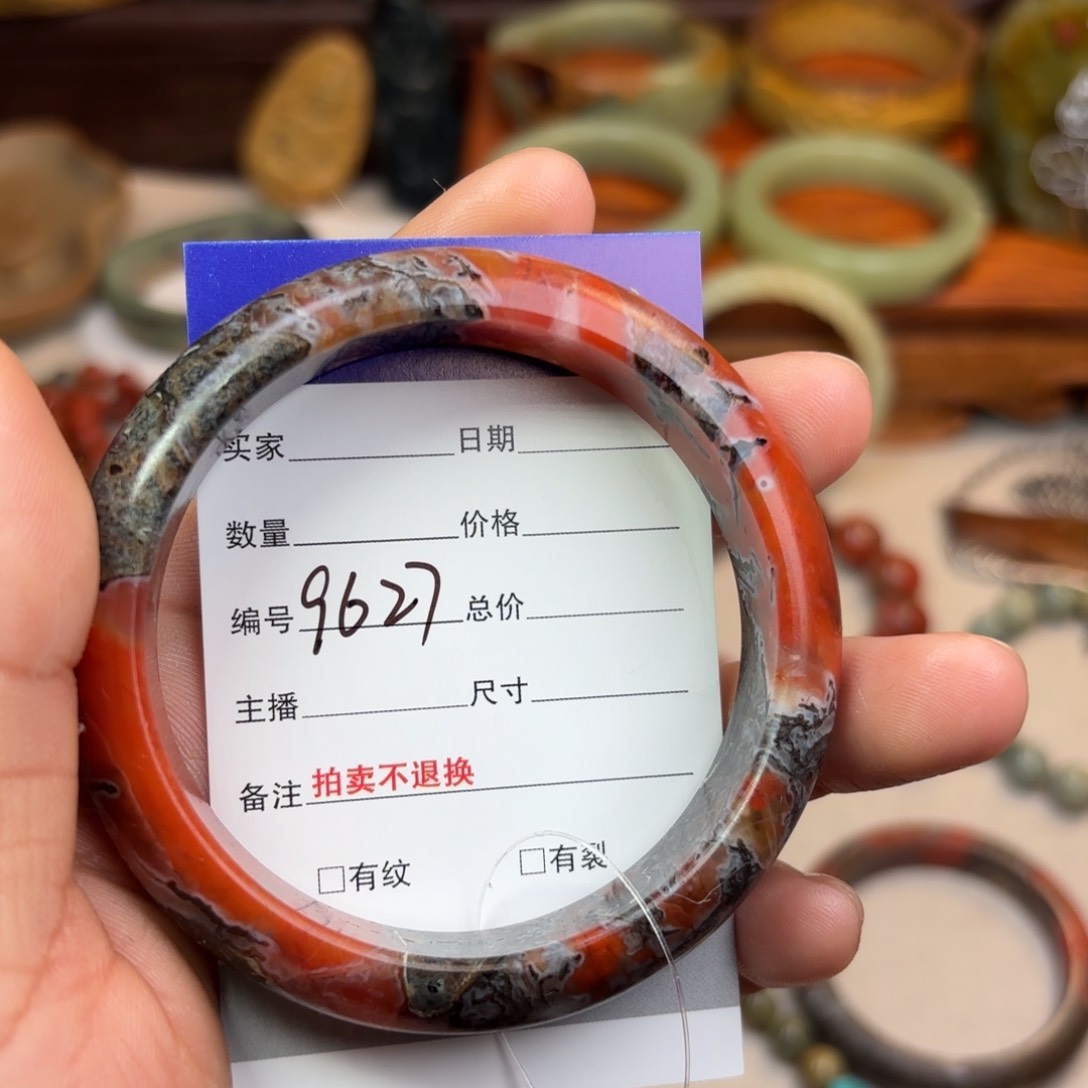 买家 日期
数量 价格
编号 9627 总价
主播 尺寸
备注 拍卖不退换
□有纹 □有裂